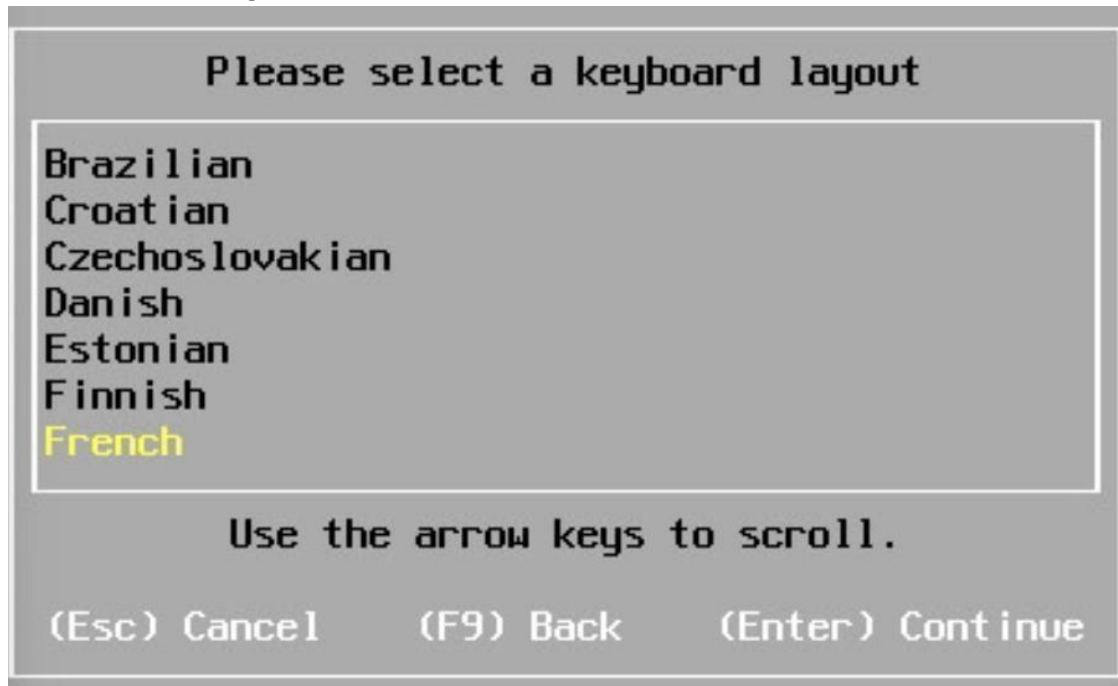 Please select a keyboard layout
Brazilian
Croatian
Czechoslovakian
Danish
Estonian
Finnish
French
Use the arrow keys to scroll.
(Esc) Cancel (F9) Back (Enter) Continue